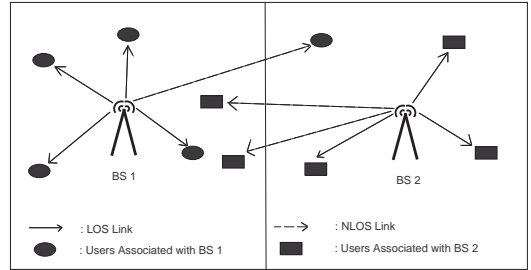 BS 1
BS 2
: LOS Link
: NLOS Link
: Users Associated with BS 1
: Users Associated with BS 2